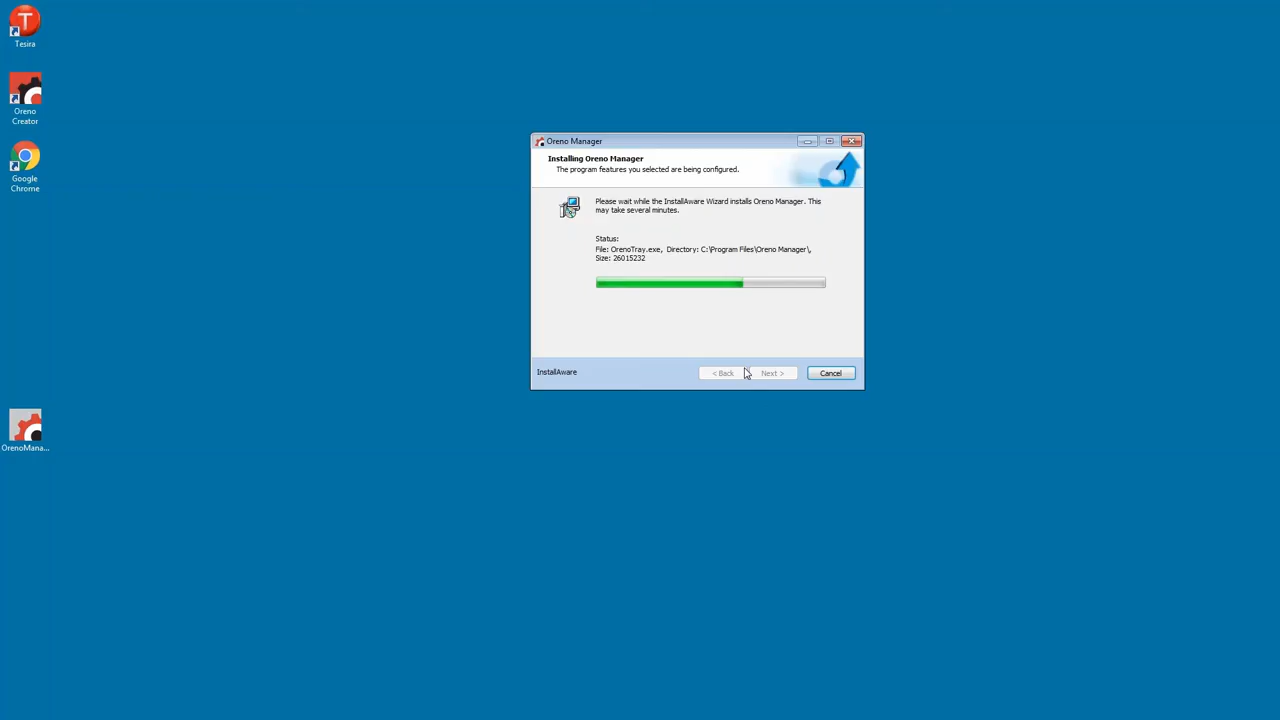 T
Tesira
Oreno
Creator
Google
Chrome
OrenoMana...
Oreno Manager
Installing Oreno Manager
The program features you selected are being configured.
Please wait while the InstallAware Wizard installs Oreno Manager. This
may take several minutes.
Status:
File: OrenoTray.exe, Directory: C:\Program Files\Oreno Manager\,
Size: 26015232
InstallAware
< Back
Next >
Cancel